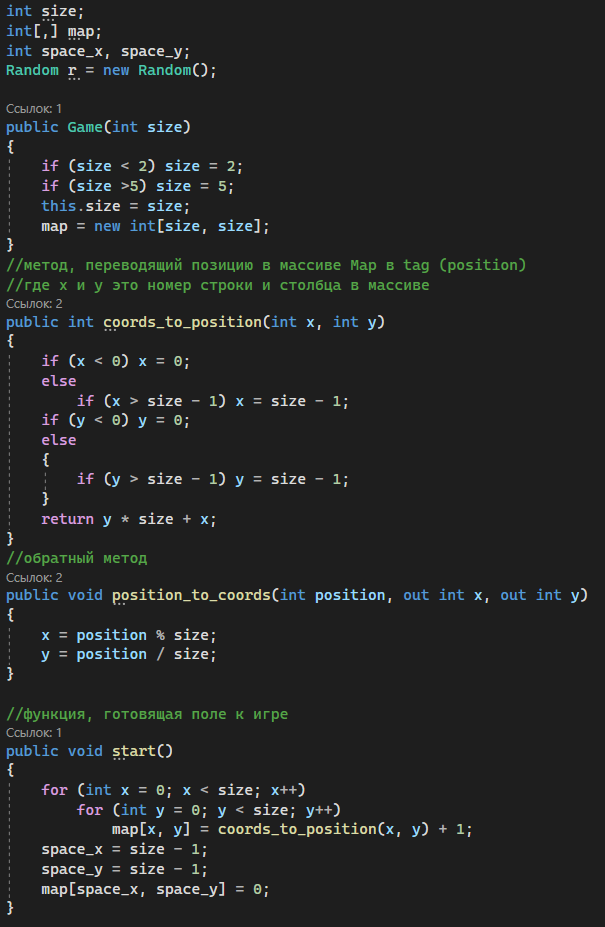 int size;
int[,] map;
int space_x, space_y;
Random r = new Random();
Ссылок: 1
public Game(int size)
{
if (size < 2) size = 2;
if (size >5) size = 5;
this.size = size;
map = new int[size, size];
}
//метод, переводящий позицию в массиве Map в tag (position)
//где x и y это номер строки и столбца в массиве
Ссылок: 2
public int coords_to_position(int x, int y)
{
if (x < 0) x = 0;
else
if (x > size - 1) x = size - 1;
if (y < 0) y = 0;
else
{
if (y > size - 1) y = size - 1;
}
return y * size + x;
}
//обратный метод
Ссылок: 2
public void position_to_coords(int position, out int x, out int y)
{
x = position % size;
y = position / size;
}
//функция, готовящая поле к игре
Ссылок: 1
public void start()
{
for (int x = 0; x < size; x++)
for (int y = 0; y < size; y++)
map[x, y] = coords_to_position(x, y) + 1;
space_x = size - 1;
space_y = size - 1;
map[space_x, space_y] = 0;
}